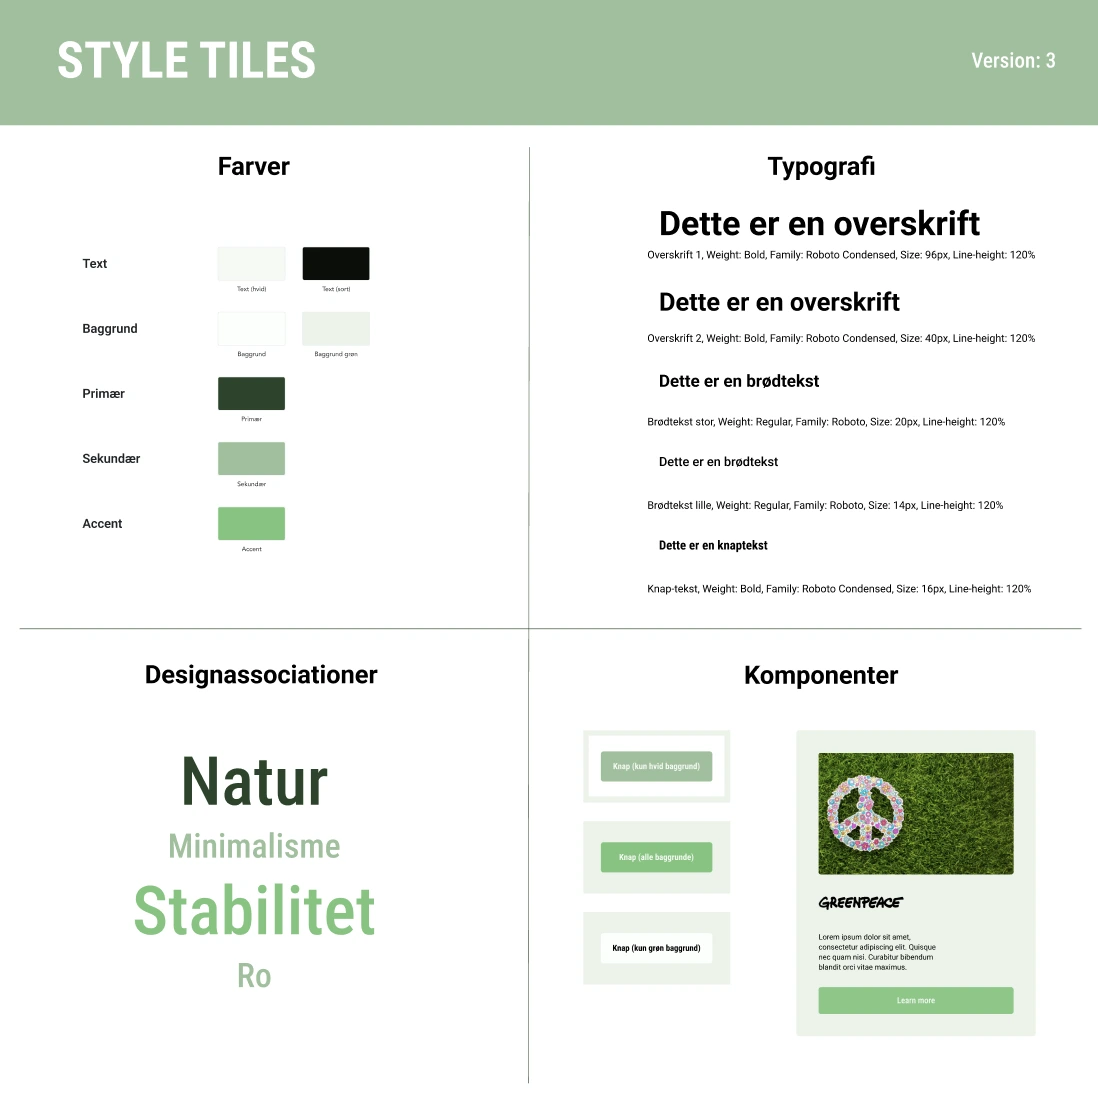 STYLE TILES
Version: 3
Farver
Text
Text (hvid)
Text (sort)
Baggrund
Baggrund
Baggrund grøn
Primær
Primær
Sekundær
Sekundær
Accent
Accent
Typografi
Dette er en overskrift
Overskrift 1, Weight: Bold, Family: Roboto Condensed, Size: 96px, Line-height: 120%
Dette er en overskrift
Overskrift 2, Weight: Bold, Family: Roboto Condensed, Size: 40px, Line-height: 120%
Dette er en brødtekst
Brødtekst stor, Weight: Regular, Family: Roboto, Size: 20px, Line-height: 120%
Dette er en brødtekst
Brødtekst lille, Weight: Regular, Family: Roboto, Size: 14px, Line-height: 120%
Dette er en knaptekst
Knap-tekst, Weight: Bold, Family: Roboto Condensed, Size: 16px, Line-height: 120%
Designassociationer
Natur
Minimalisme
Stabilitet
Ro
Komponenter
Knap (kun hvid baggrund)
Knap (alle baggrunde)
Knap (kun grøn baggrund)
GREENPEACE
Lorem ipsum dolor sit amet,
consectetur adipiscing elit. Quisque
nec quam nisi. Curabitur bibendum
blandit orci vitae maximus.
Learn more